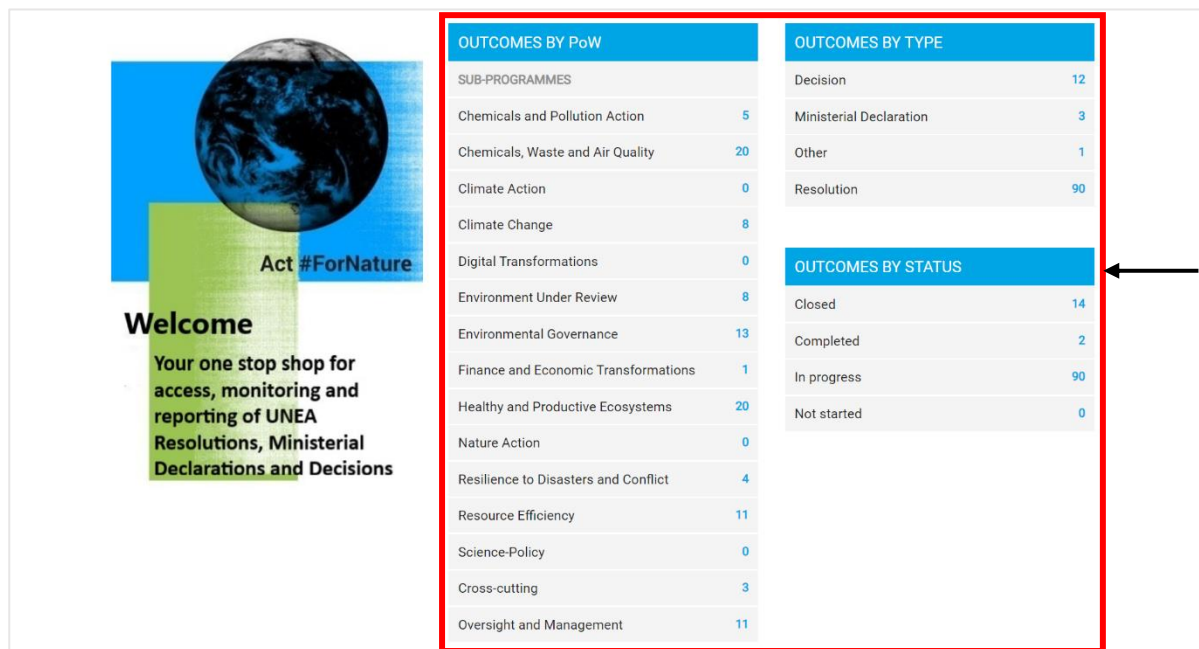 Act #ForNature
Welcome
Your one stop shop for
access, monitoring and
reporting of UNEA
Resolutions, Ministerial
Declarations and Decisions
OUTCOMES BY PoW
SUB-PROGRAMMES
Chemicals and Pollution Action 5
Chemicals, Waste and Air Quality 20
Climate Action 0
Climate Change 8
Digital Transformations 0
Environment Under Review 8
Environmental Governance 13
Finance and Economic Transformations 1
Healthy and Productive Ecosystems 20
Nature Action 0
Resilience to Disasters and Conflict 4
Resource Efficiency 11
Science-Policy 0
Cross-cutting 3
Oversight and Management 11
OUTCOMES BY TYPE
Decision 12
Ministerial Declaration 3
Other 1
Resolution 90
OUTCOMES BY STATUS
Closed 14
Completed 2
In progress 90
Not started 0